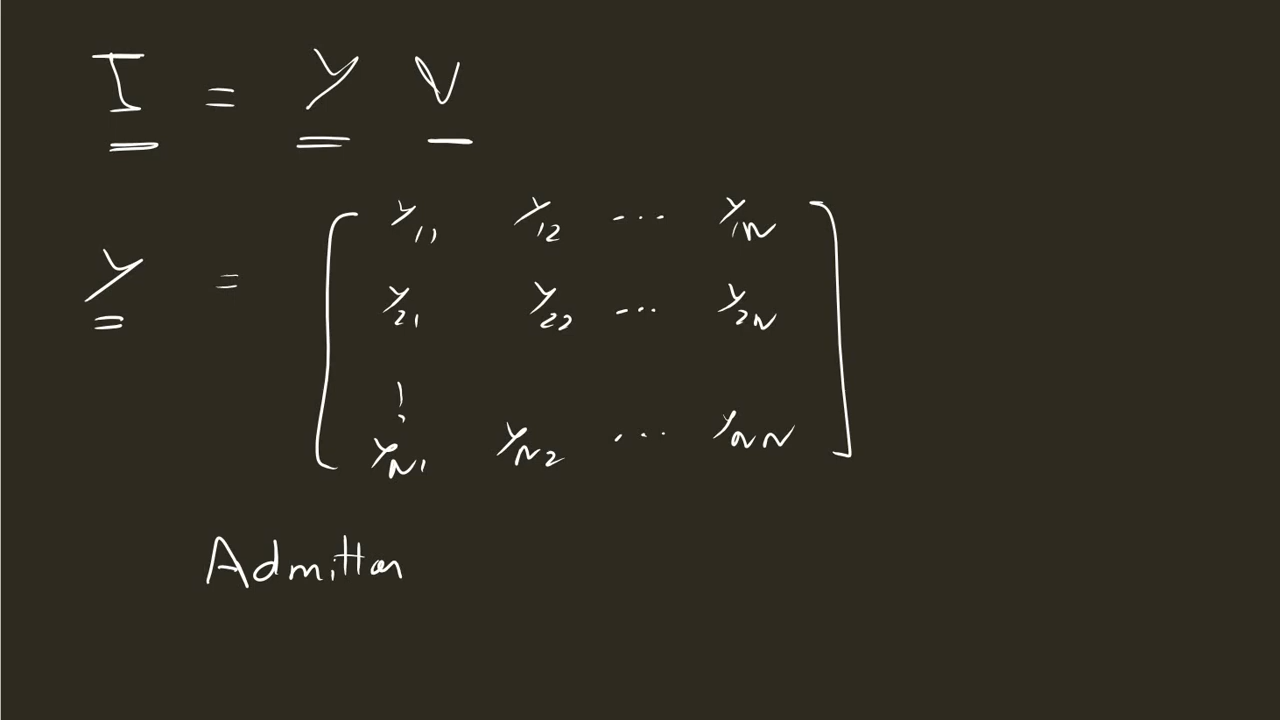 I = Y V
Y = [ Y11 Y12 ... Y1N
Y21 Y22 ... Y2N
⋮
YN1 YN2 ... YNN ]
Admittan